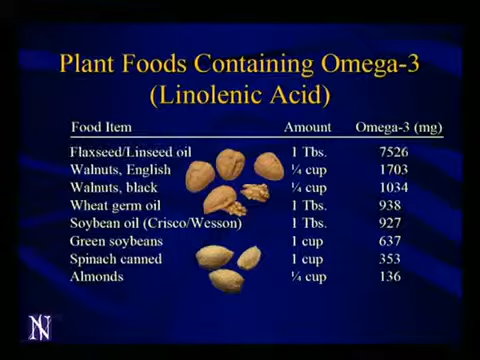 Plant Foods Containing Omega-3
(Linolenic Acid)
Food Item Amount Omega-3 (mg)
Flaxseed/Linseed oil 1 Tbs. 7526
Walnuts, English ¼ cup 1703
Walnuts, black ¼ cup 1034
Wheat germ oil 1 Tbs. 938
Soybean oil (Crisco/Wesson) 1 Tbs. 927
Green soybeans 1 cup 637
Spinach canned 1 cup 353
Almonds ¼ cup 136
N